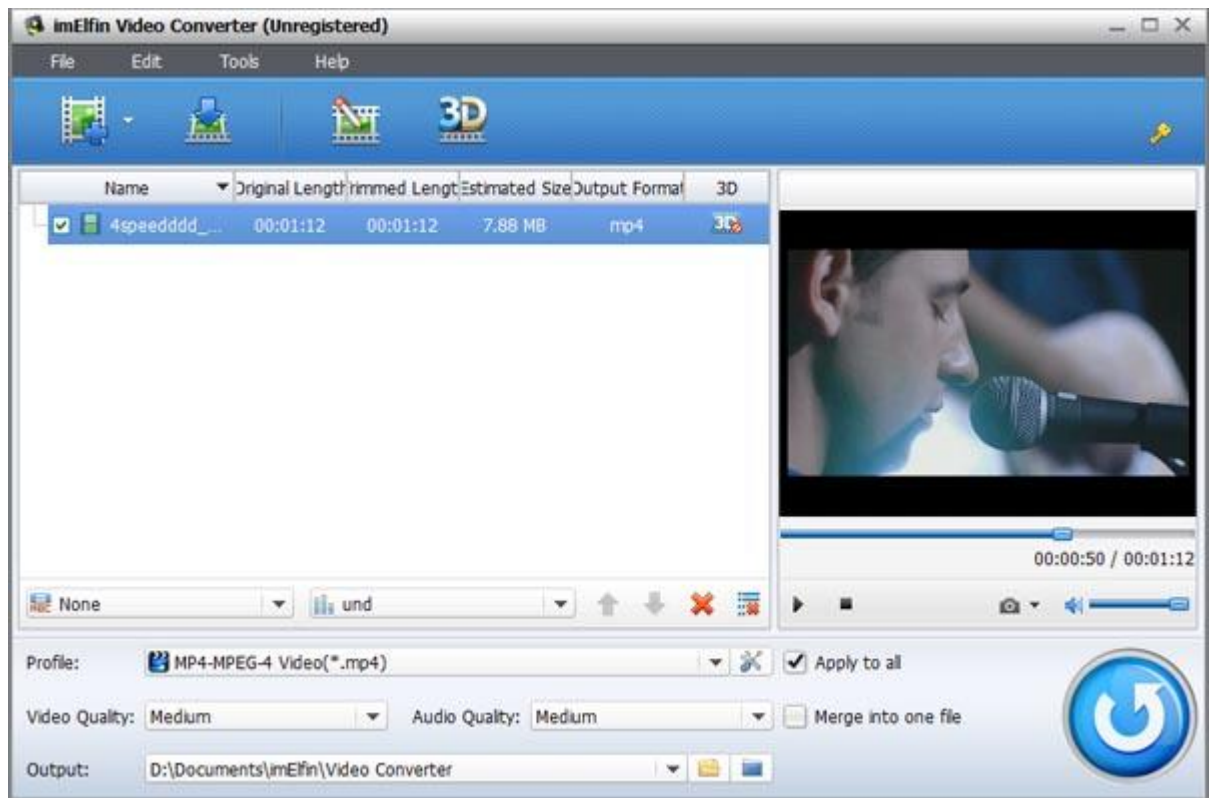 imElfin Video Converter (Unregistered)
File Edit Tools Help
3D
Name Original Length Trimmed Lengt Estimated Size Output Format 3D
4speedddd_... 00:01:12 00:01:12 7.88 MB mp4 3D
00:00:50 / 00:01:12
None und
Profile: MP4-MPEG-4 Video(*.mp4) Apply to all
Video Quality: Medium Audio Quality: Medium Merge into one file
Output: D:\Documents\imElfin\Video Converter